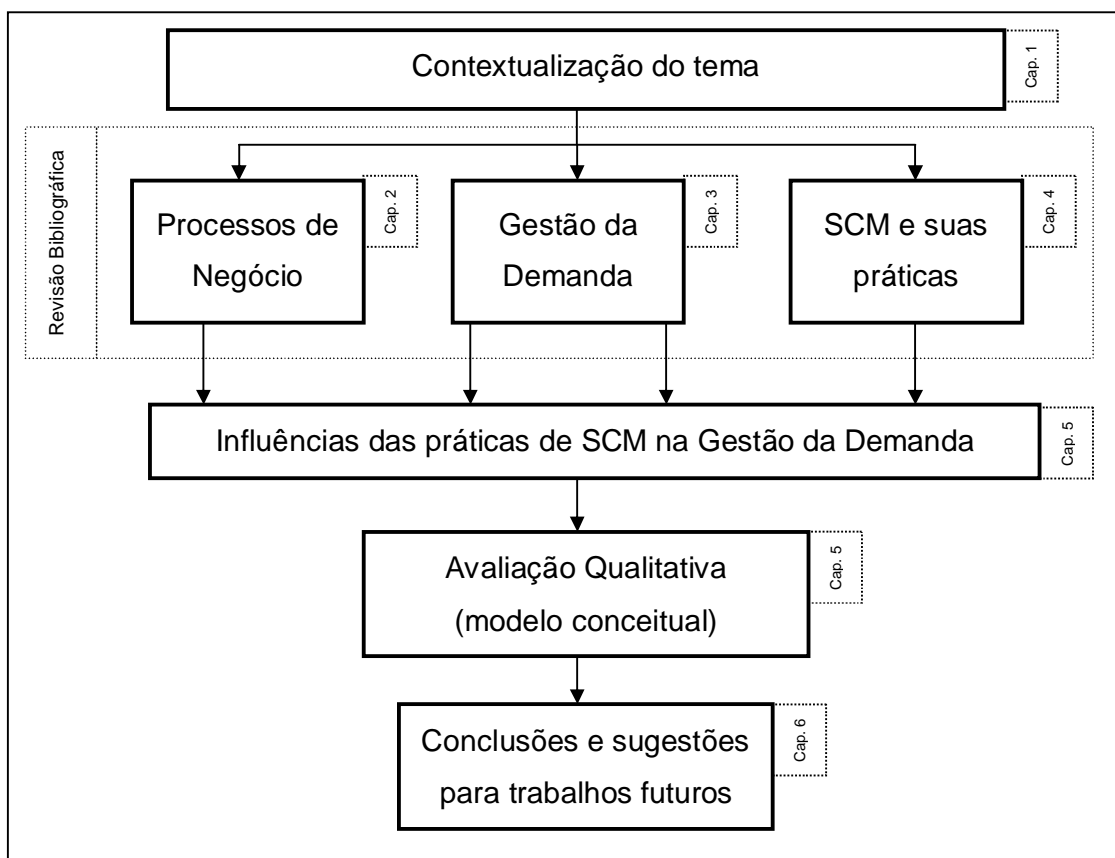 Contextualização do tema
Cap. 1
Revisão Bibliográfica
Processos de
Negócio
Cap. 2
Gestão da
Demanda
Cap. 3
SCM e suas
práticas
Cap. 4
Influências das práticas de SCM na Gestão da Demanda
Cap. 5
Avaliação Qualitativa
(modelo conceitual)
Cap. 5
Conclusões e sugestões
para trabalhos futuros
Cap. 6